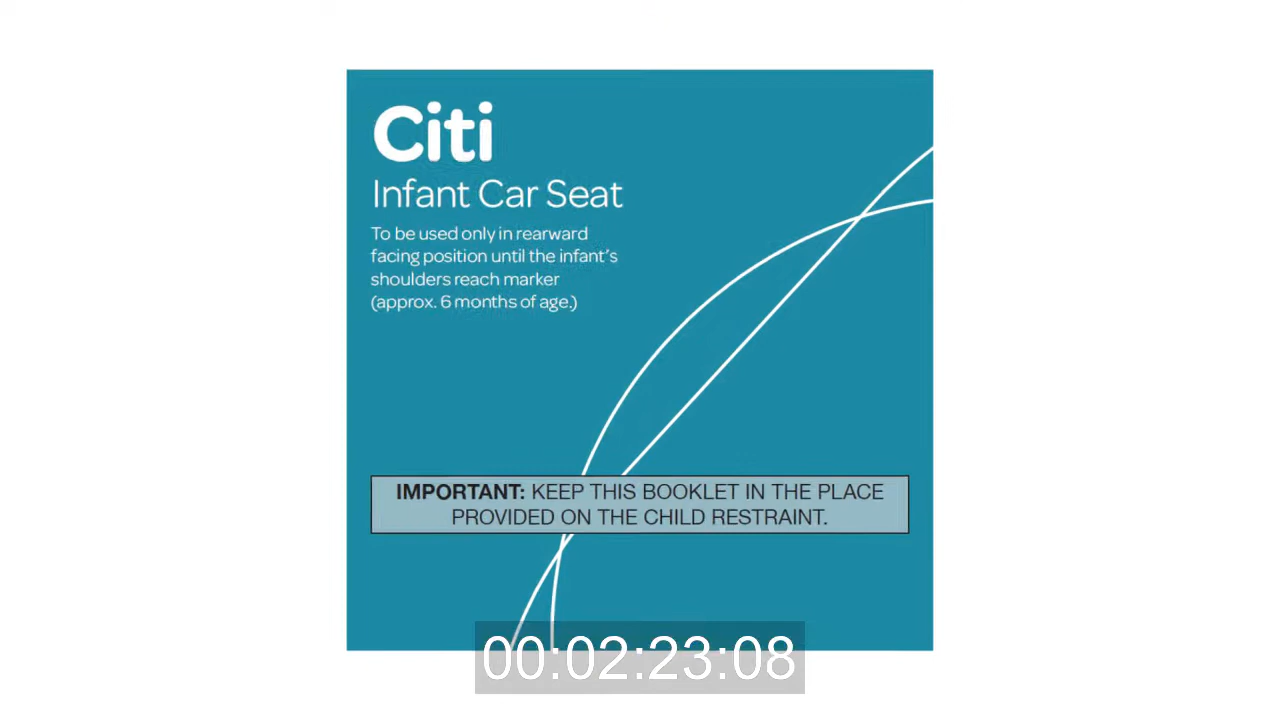 Citi
Infant Car Seat
To be used only in rearward
facing position until the infant's
shoulders reach marker
(approx. 6 months of age.)
IMPORTANT: KEEP THIS BOOKLET IN THE PLACE
PROVIDED ON THE CHILD RESTRAINT.
00:02:23:08